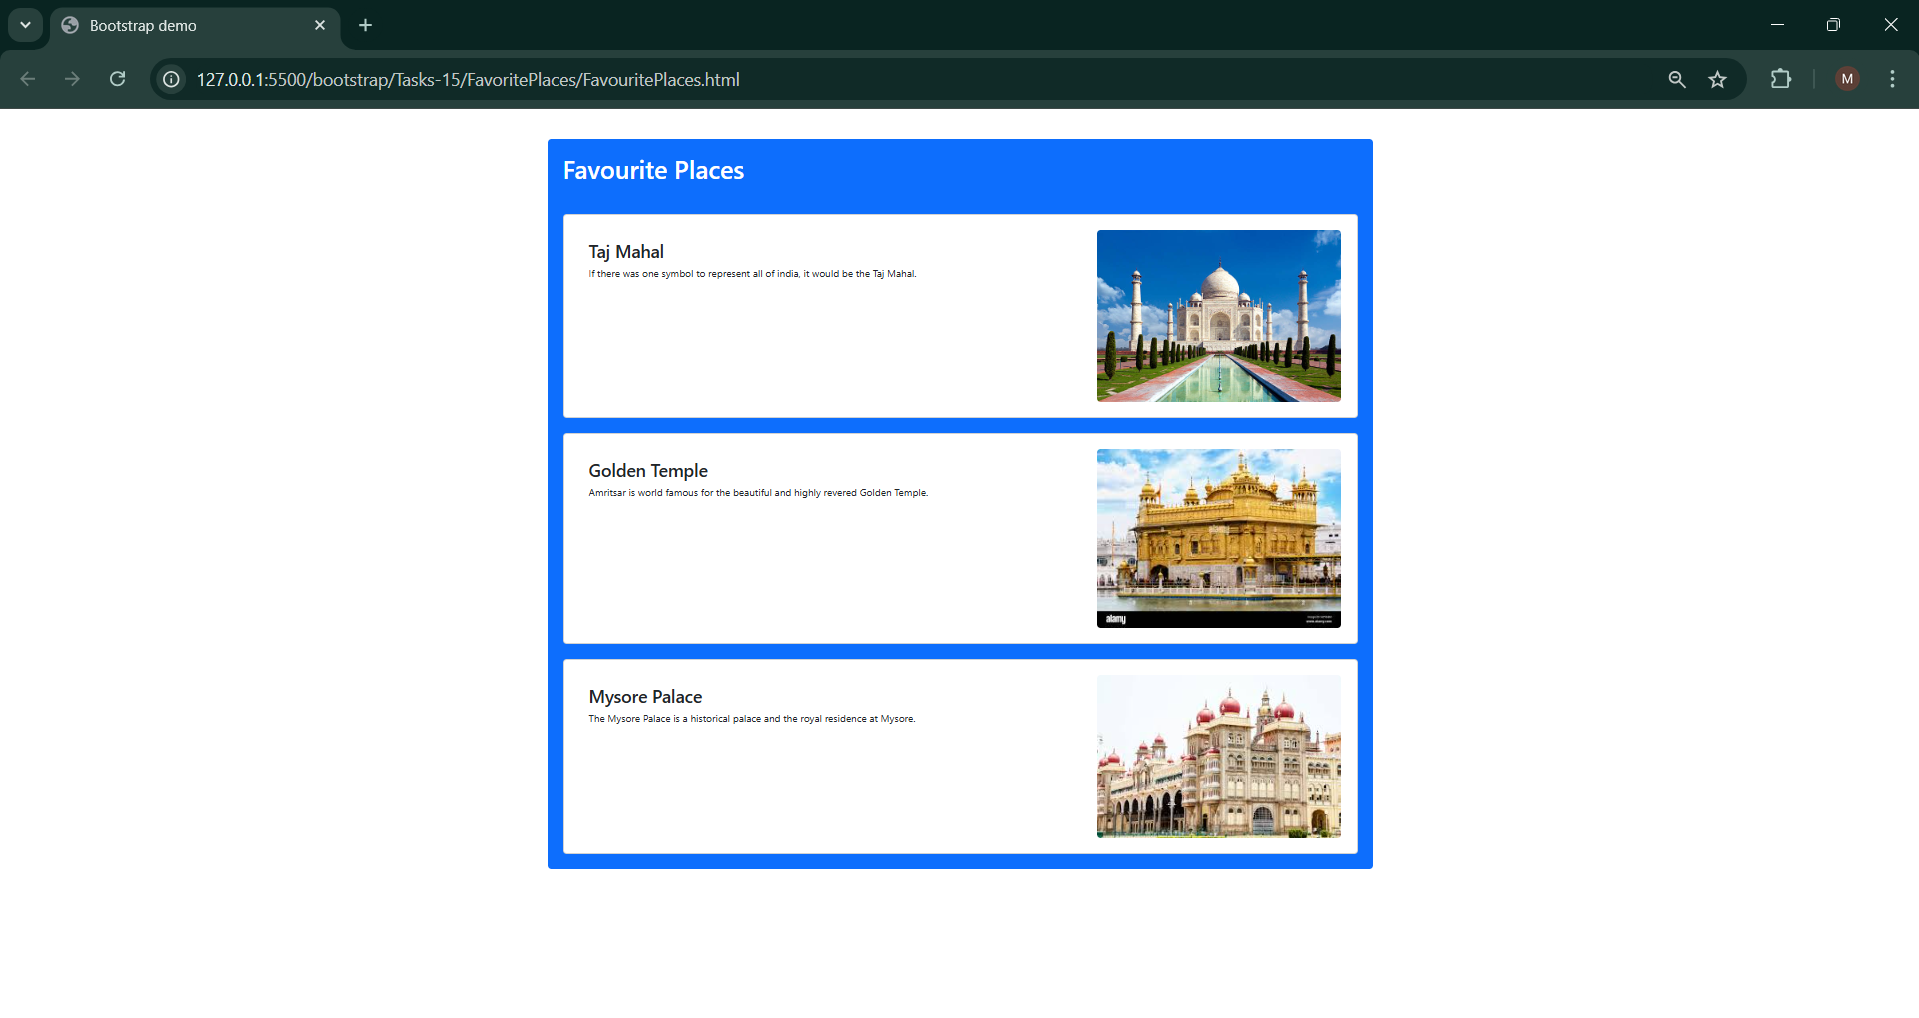 Bootstrap demo
127.0.0.1:5500/bootstrap/Tasks-15/FavoritePlaces/FavouritePlaces.html
M
Favourite Places
Taj Mahal
If there was one symbol to represent all of india, it would be the Taj Mahal.
Golden Temple
Amritsar is world famous for the beautiful and highly revered Golden Temple.
alamy
Mysore Palace
The Mysore Palace is a historical palace and the royal residence at Mysore.